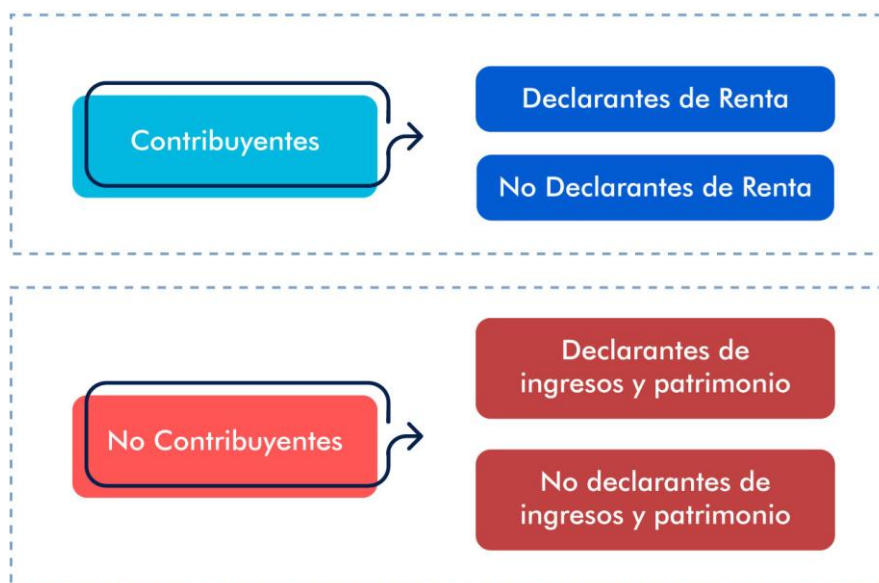 Contribuyentes
Declarantes de Renta
No Declarantes de Renta
No Contribuyentes
Declarantes de
ingresos y patrimonio
No declarantes de
ingresos y patrimonio